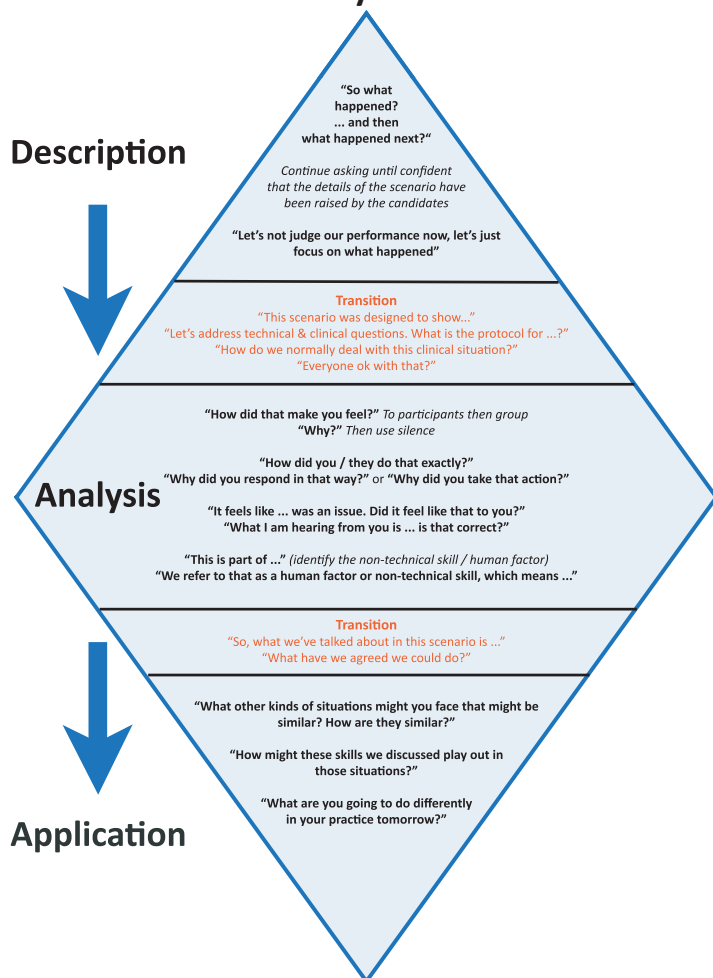 Description
“So what
happened?
... and then
what happened next?“
Continue asking until confident
that the details of the scenario have
been raised by the candidates
“Let’s not judge our performance now, let’s just
focus on what happened”
Transition
“This scenario was designed to show...”
“Let’s address technical & clinical questions. What is the protocol for ...?”
“How do we normally deal with this clinical situation?”
“Everyone ok with that?”
Analysis
“How did that make you feel?” To participants then group
“Why?” Then use silence
“How did you / they do that exactly?”
“Why did you respond in that way?” or “Why did you take that action?”
“It feels like ... was an issue. Did it feel like that to you?”
“What I am hearing from you is ... is that correct?”
“This is part of ...” (identify the non-technical skill / human factor)
“We refer to that as a human factor or non-technical skill, which means ...”
Transition
“So, what we’ve talked about in this scenario is ...”
“What have we agreed we could do?”
Application
“What other kinds of situations might you face that might be
similar? How are they similar?”
“How might these skills we discussed play out in
those situations?”
“What are you going to do differently
in your practice tomorrow?”